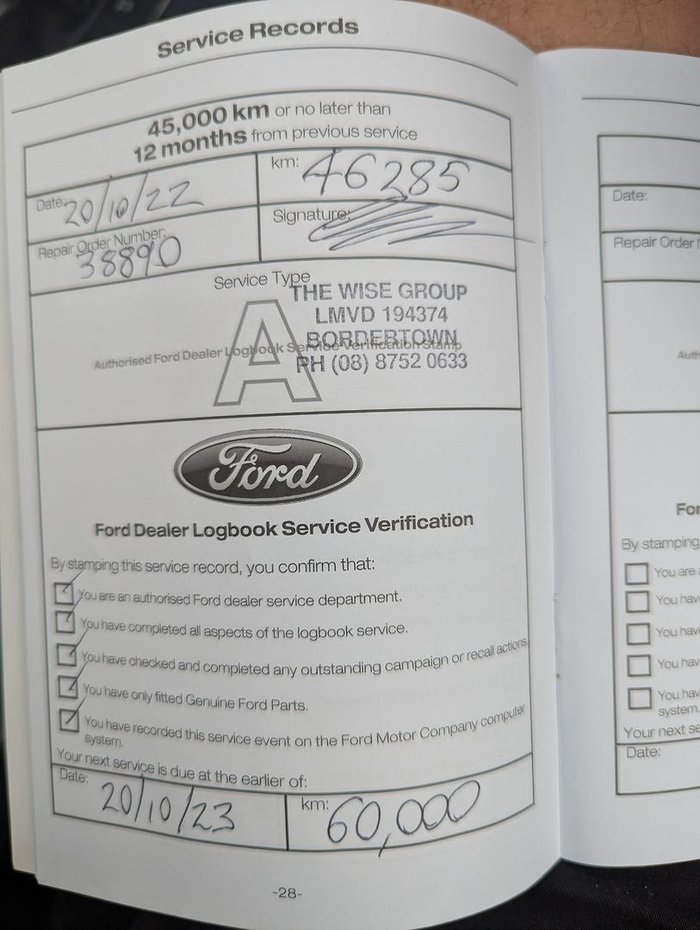 Service Records
45,000 km or no later than
12 months from previous service
Date: 20/10/22
km: 46285
Repair Order Number: 38890
Signature:
Service Type
A
Authorised Ford Dealer Logbook Service Verification Stamp
THE WISE GROUP
LMVD 194374
BORDERTOWN
PH (08) 8752 0633
Ford
Ford Dealer Logbook Service Verification
By stamping this service record, you confirm that:
You are an authorised Ford dealer service department.
You have completed all aspects of the logbook service.
You have checked and completed any outstanding campaign or recall actions.
You have only fitted Genuine Ford Parts.
You have recorded this service event on the Ford Motor Company computer
system.
Your next service is due at the earlier of:
Date: 20/10/23
km: 60,000
-28-
Date:
Repair Order
Auth
For
By stamping
You are
You hav
You hav
You hav
You hav
system.
Your next se
Date: